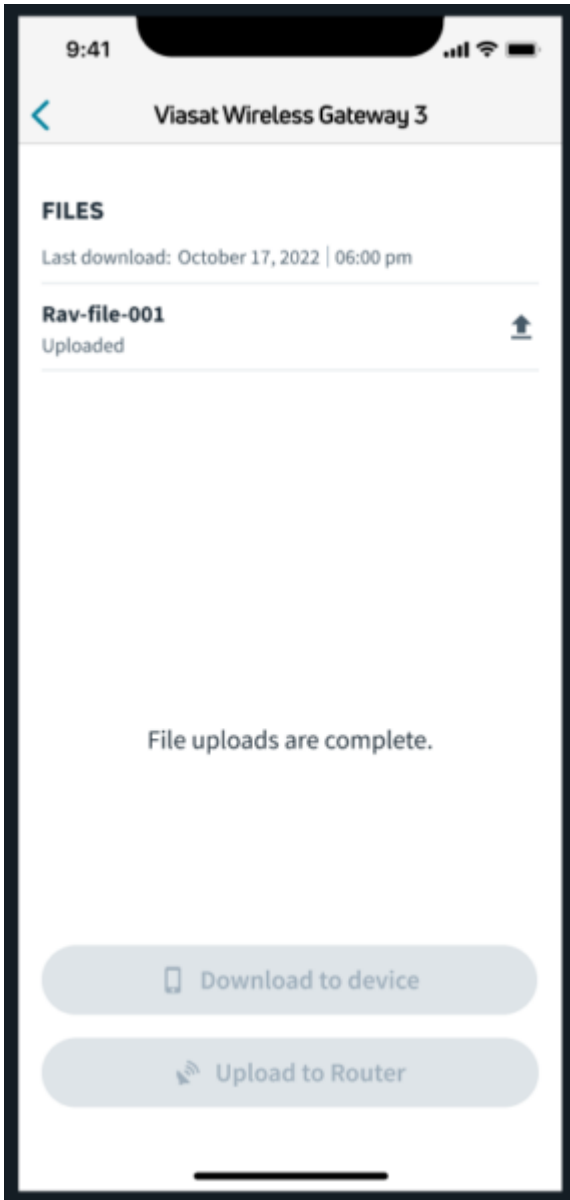 9:41
Viasat Wireless Gateway 3
FILES
Last download: October 17, 2022 | 06:00 pm
Rav-file-001
Uploaded
File uploads are complete.
Download to device
Upload to Router